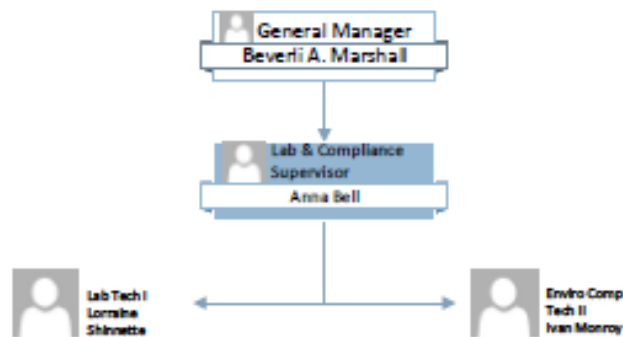 General Manager
Beverli A. Marshall
Lab & Compliance
Supervisor
Anna Bell
Lab Tech I
Lorraine
Shinnette
Enviro Comp
Tech II
Ivan Monroy